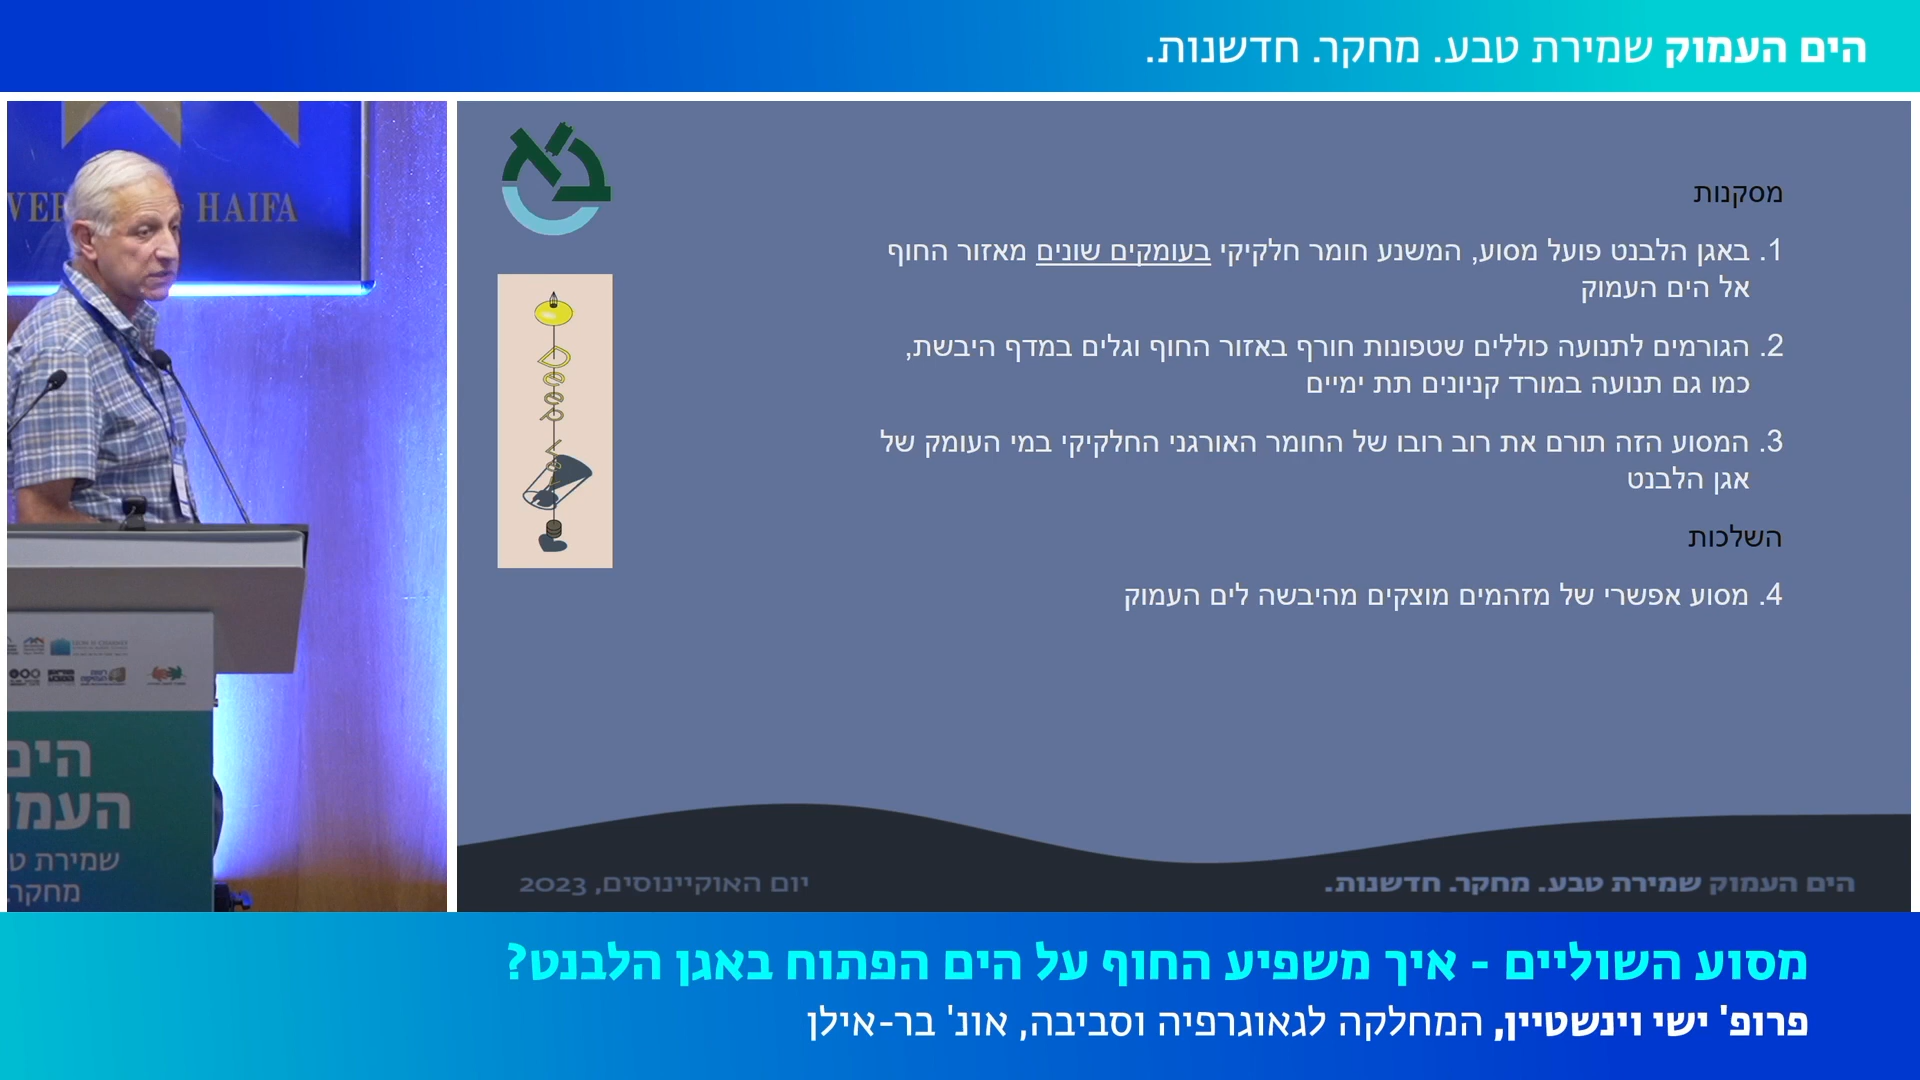 הים העמוק שמירת טבע. מחקר. חדשנות.
HAIFA
הים
שמירת
מחקר.
בא
Deep
מסקנות
1. באגן הלבנט פועל מסוע, המשנע חומר חלקיקי בעומקים שונים מאזור החוף
אל הים העמוק
2. הגורמים לתנועה כוללים שטפונות חורף באזור החוף וגלים במדף היבשת,
כמו גם תנועה במורד קניונים תת ימיים
3. המסוע הזה תורם את רוב רובו של החומר האורגני החלקיקי במי העומק של
אגן הלבנט
השלכות
4. מסוע אפשרי של מזהמים מוצקים מהיבשה לים העמוק
הים העמוק שמירת טבע. מחקר. חדשנות.
יום האוקיינוסים, 2023
מסוע השוליים - איך משפיע החוף על הים הפתוח באגן הלבנט?
פרופ' ישי וינשטיין, המחלקה לגאוגרפיה וסביבה, אונ' בר-אילן